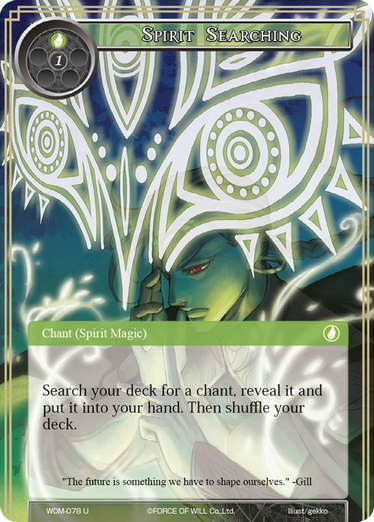 Spirit Searching
1
Chant (Spirit Magic)
Search your deck for a chant, reveal it and
put it into your hand. Then shuffle your
deck.
"The future is something we have to shape ourselves." -Gill
WOM-078 U
©FORCE OF WILL Co.,Ltd.
Illust/gekko